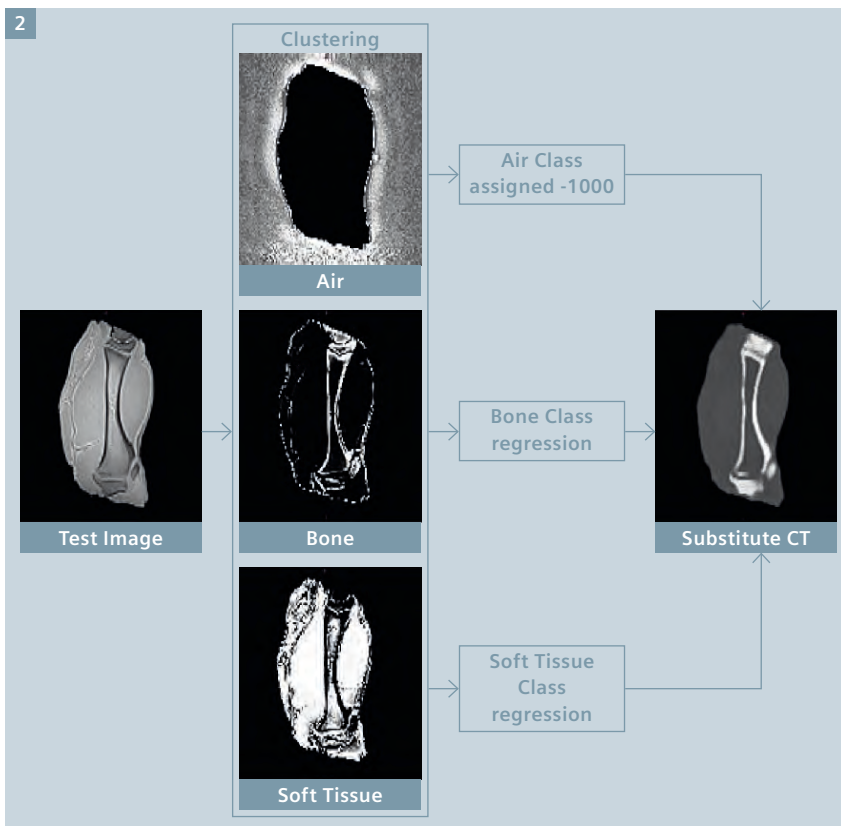 2
Clustering
Air
Air Class
assigned -1000
Test Image
Bone
Bone Class
regression
Substitute CT
Soft Tissue
Soft Tissue
Class
regression